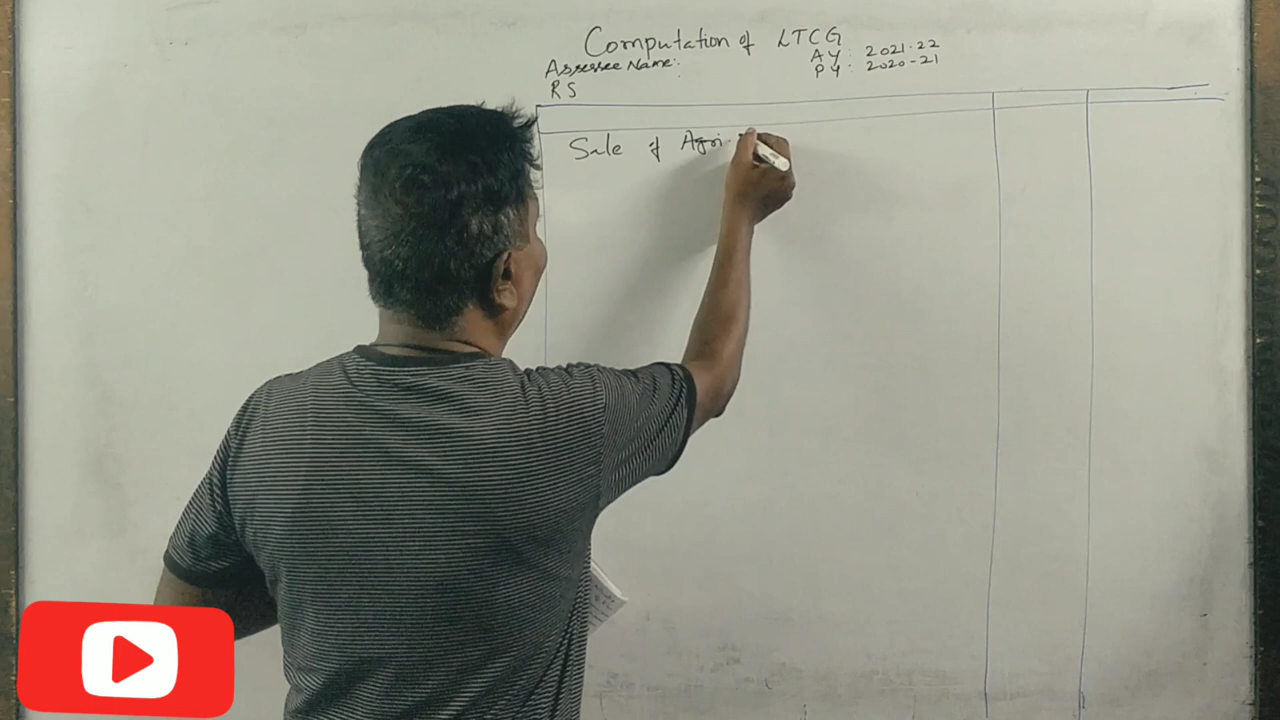 Computation of LTCG
Assessee Name:
AY: 2021-22
PY: 2020-21
RS
Sale of Agri.